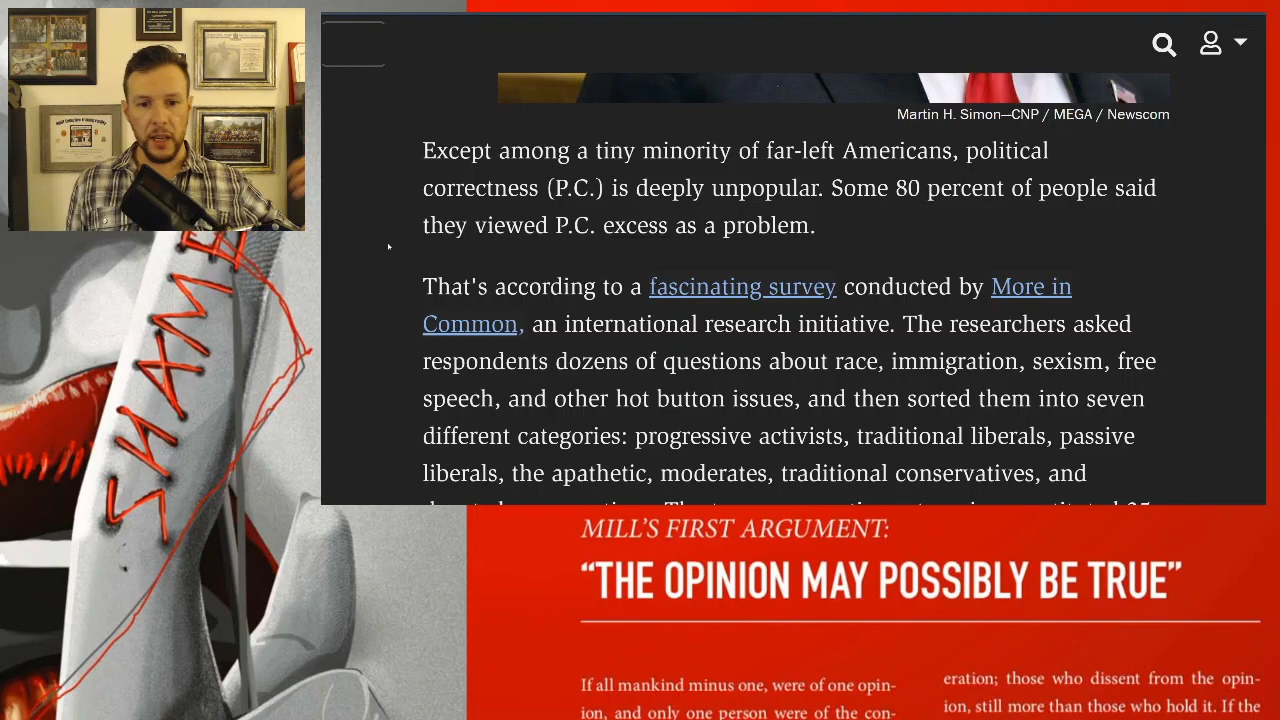 SHAME
Martin H. Simon—CNP / MEGA / Newscom
Except among a tiny minority of far-left Americans, political
correctness (P.C.) is deeply unpopular. Some 80 percent of people said
they viewed P.C. excess as a problem.
That's according to a fascinating survey conducted by More in
Common, an international research initiative. The researchers asked
respondents dozens of questions about race, immigration, sexism, free
speech, and other hot button issues, and then sorted them into seven
different categories: progressive activists, traditional liberals, passive
liberals, the apathetic, moderates, traditional conservatives, and
MILL'S FIRST ARGUMENT:
“THE OPINION MAY POSSIBLY BE TRUE”
If all mankind minus one, were of one opin-
ion, and only one person were of the con-
eration; those who dissent from the opin-
ion, still more than those who hold it. If the